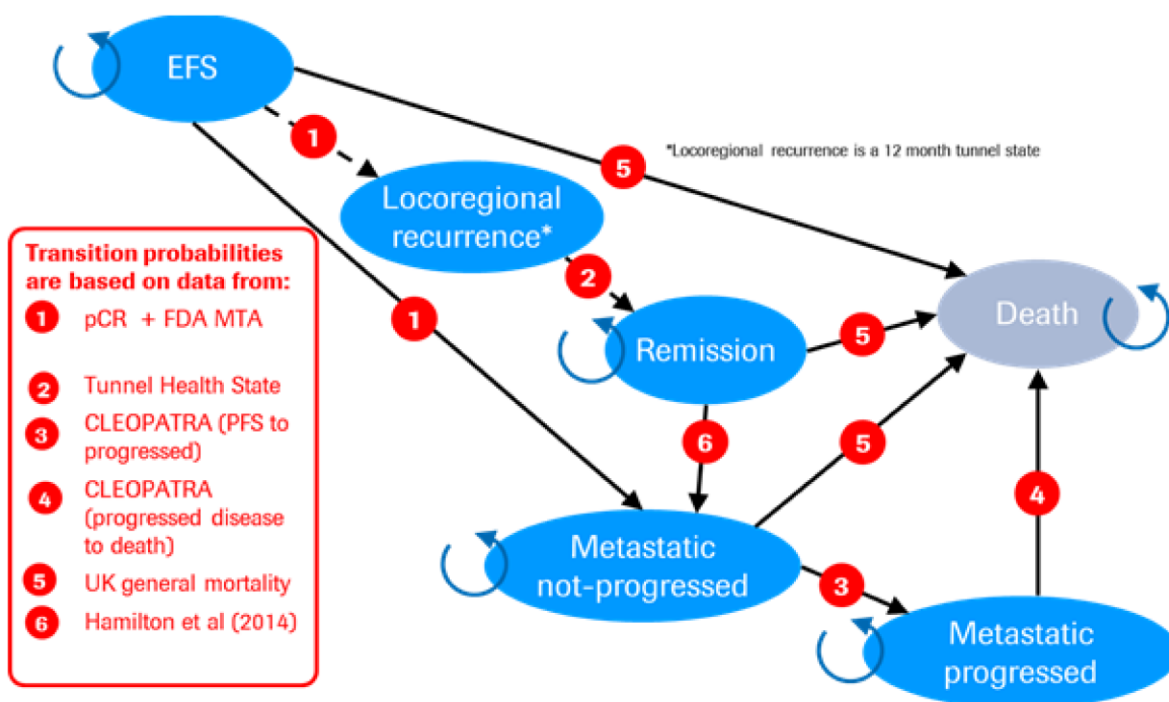 EFS
1
5
*Locoregional recurrence is a 12 month tunnel state
Locoregional
recurrence*
2
1
Transition probabilities
are based on data from:
1 pCR + FDA MTA
2 Tunnel Health State
3 CLEOPATRA (PFS to
progressed)
4 CLEOPATRA
(progressed disease
to death)
5 UK general mortality
6 Hamilton et al (2014)
Remission
5
Death
6
5
4
Metastatic
not-progressed
3
Metastatic
progressed